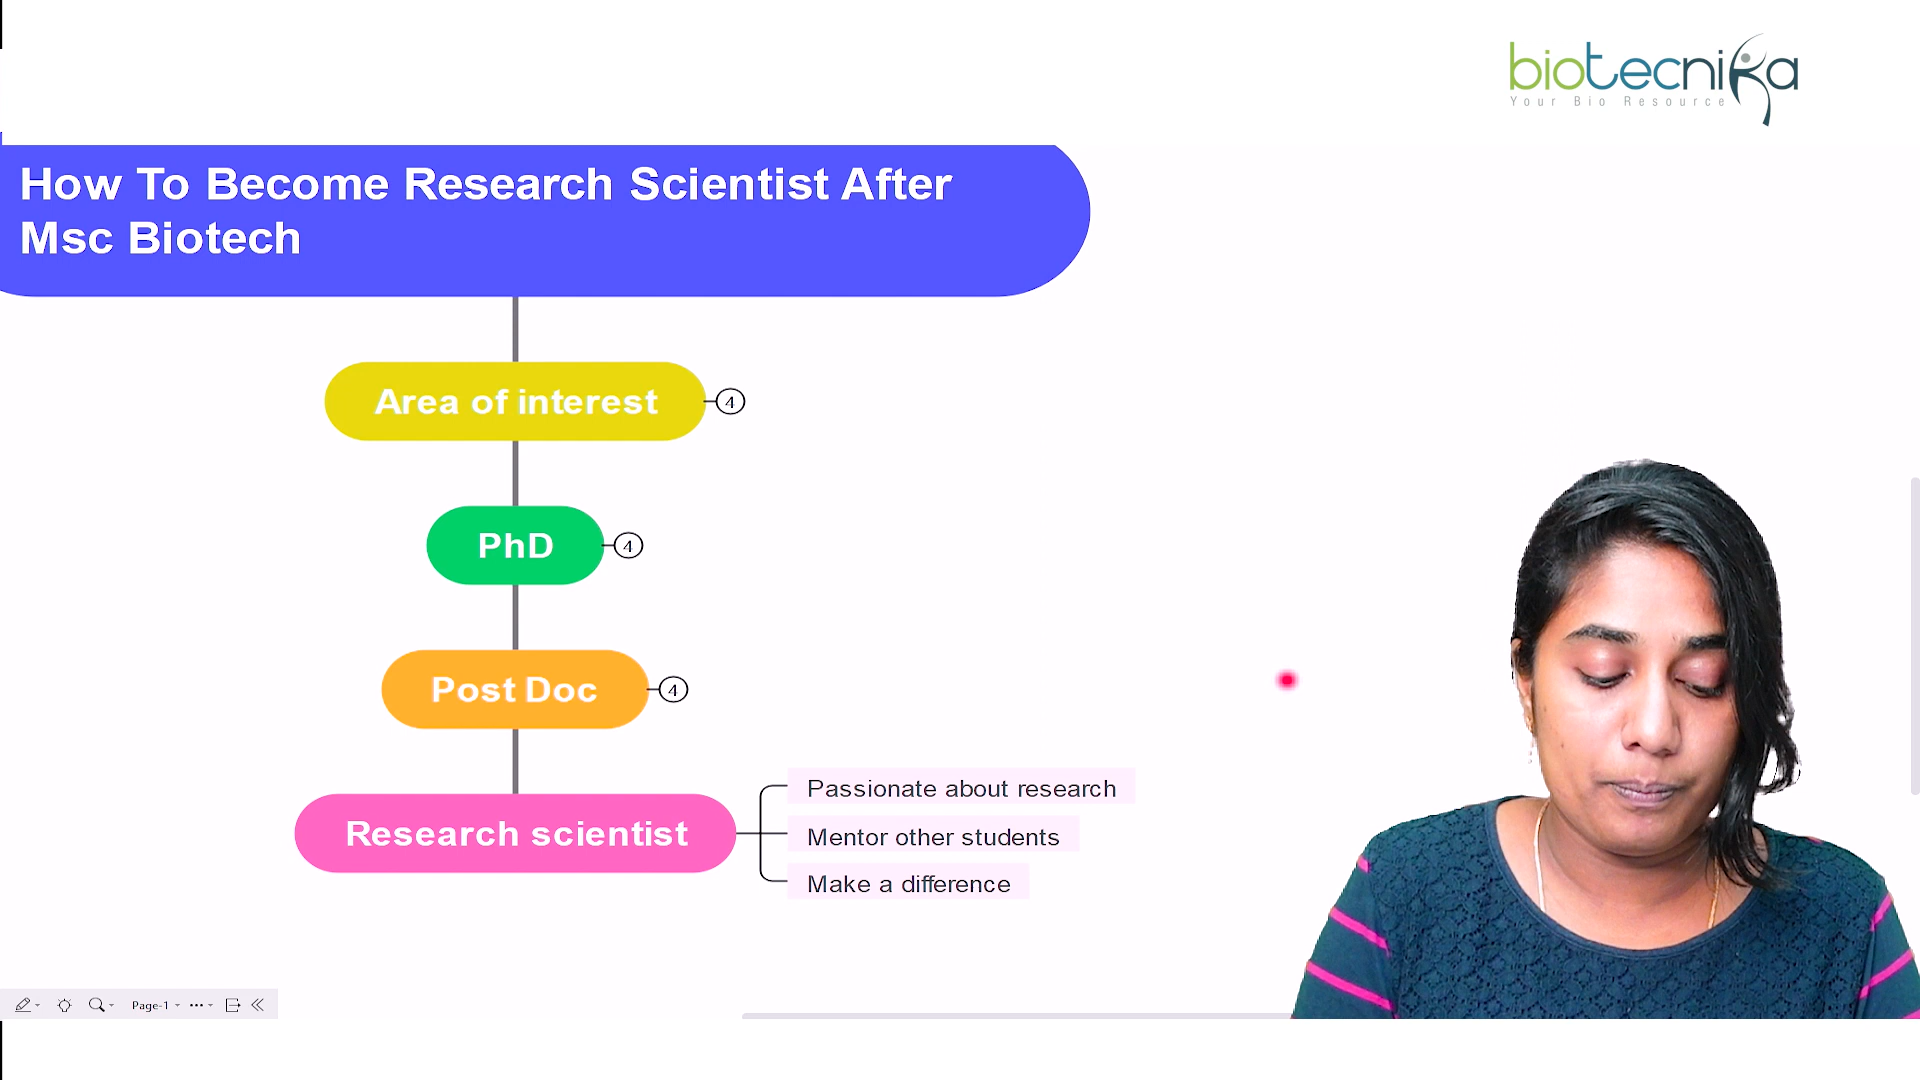 biotecnika
Your Bio Resource
How To Become Research Scientist After
Msc Biotech
Area of interest
4
PhD
4
Post Doc
4
Research scientist
Passionate about research
Mentor other students
Make a difference
Page-1